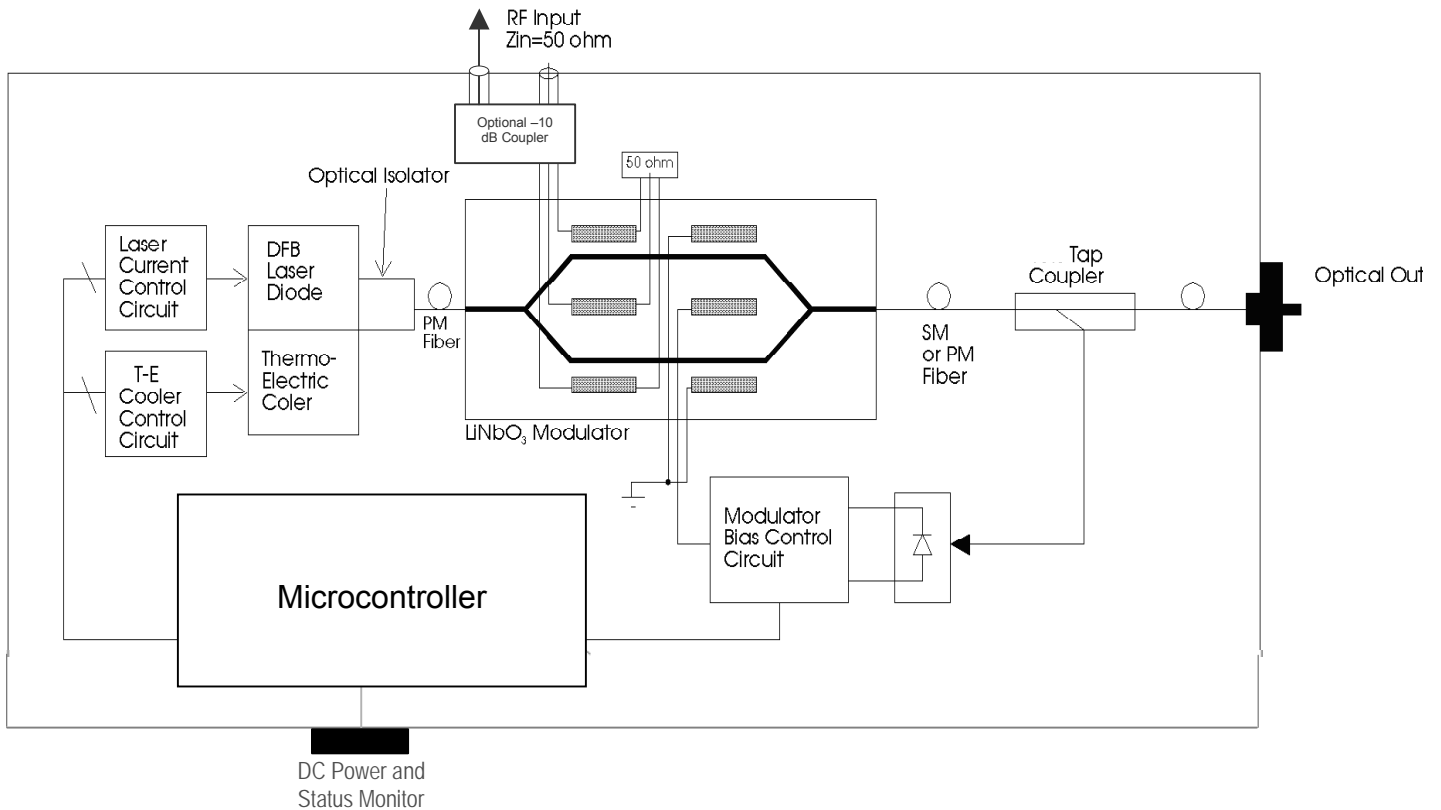 RF Input
Zin=50 ohm
Optional –10
dB Coupler
50 ohm
Optical Isolator
Laser
Current
Control
Circuit
DFB
Laser
Diode
PM
Fiber
T-E
Cooler
Control
Circuit
Thermo-
Electric
Coler
LiNbO3 Modulator
SM
or PM
Fiber
Tap
Coupler
Optical Out
Modulator
Bias Control
Circuit
Microcontroller
DC Power and
Status Monitor